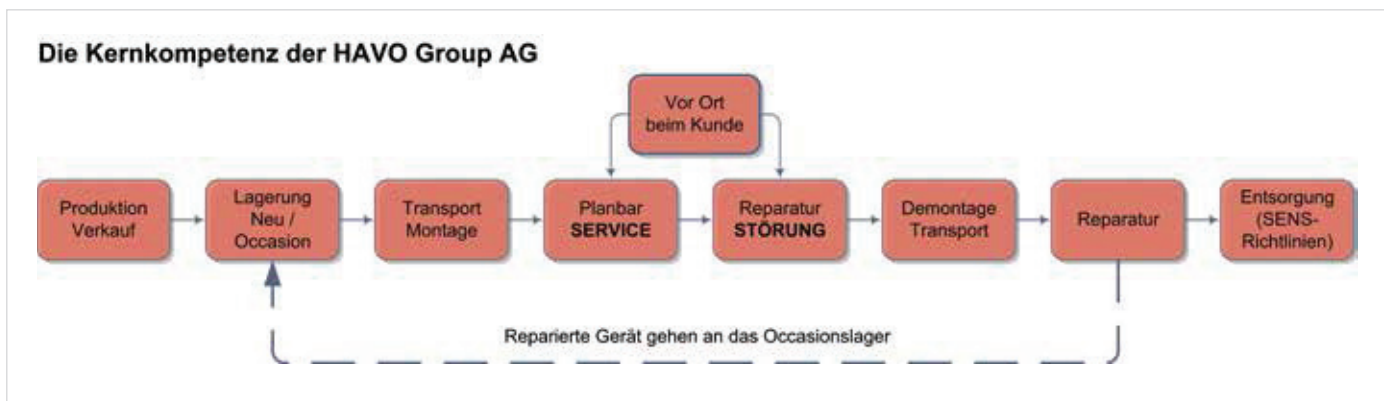 Die Kernkompetenz der HAVO Group AG
Vor Ort
beim Kunde
Produktion
Verkauf
Lagerung
Neu /
Occasion
Transport
Montage
Planbar
SERVICE
Reparatur
STÖRUNG
Demontage
Transport
Reparatur
Entsorgung
(SENS-
Richtlinien)
Reparierte Gerät gehen an das Occasionslager